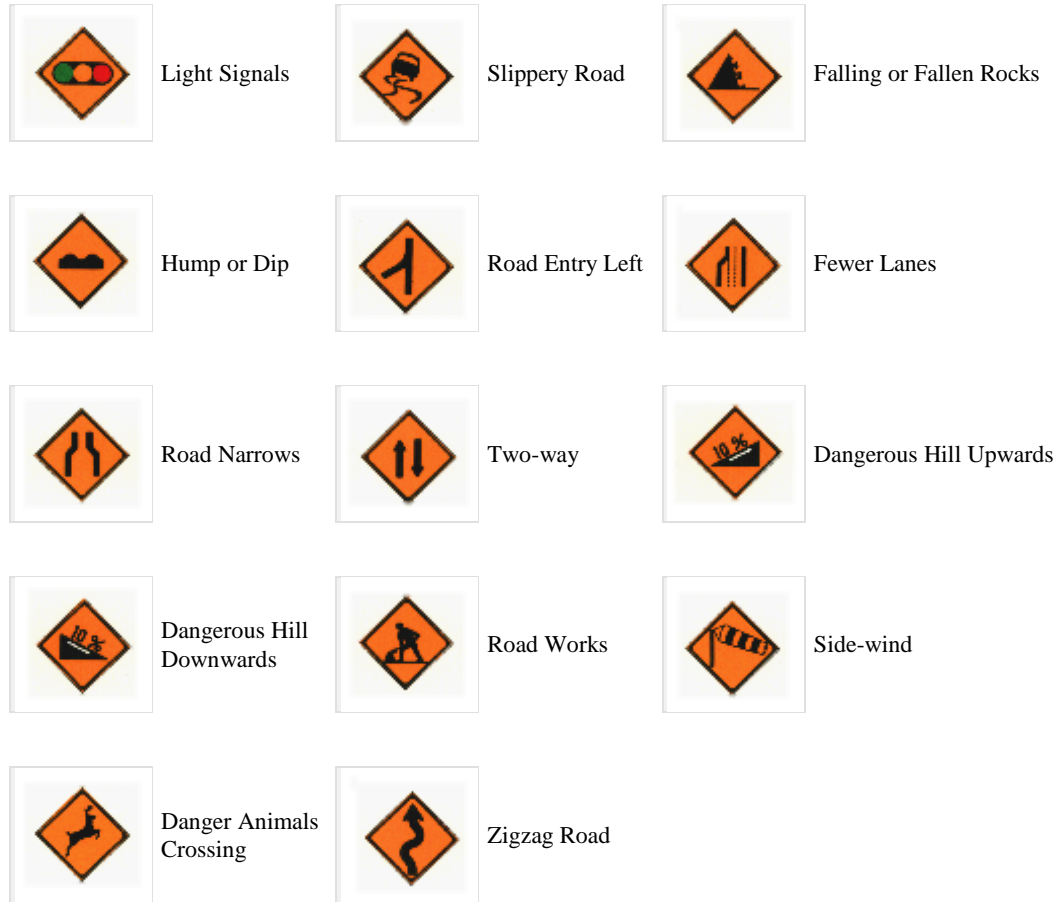 Light Signals
Slippery Road
Falling or Fallen Rocks
Hump or Dip
Road Entry Left
Fewer Lanes
Road Narrows
Two-way
10 %
Dangerous Hill Upwards
10 %
Dangerous Hill
Downwards
Road Works
Side-wind
Danger Animals
Crossing
Zigzag Road